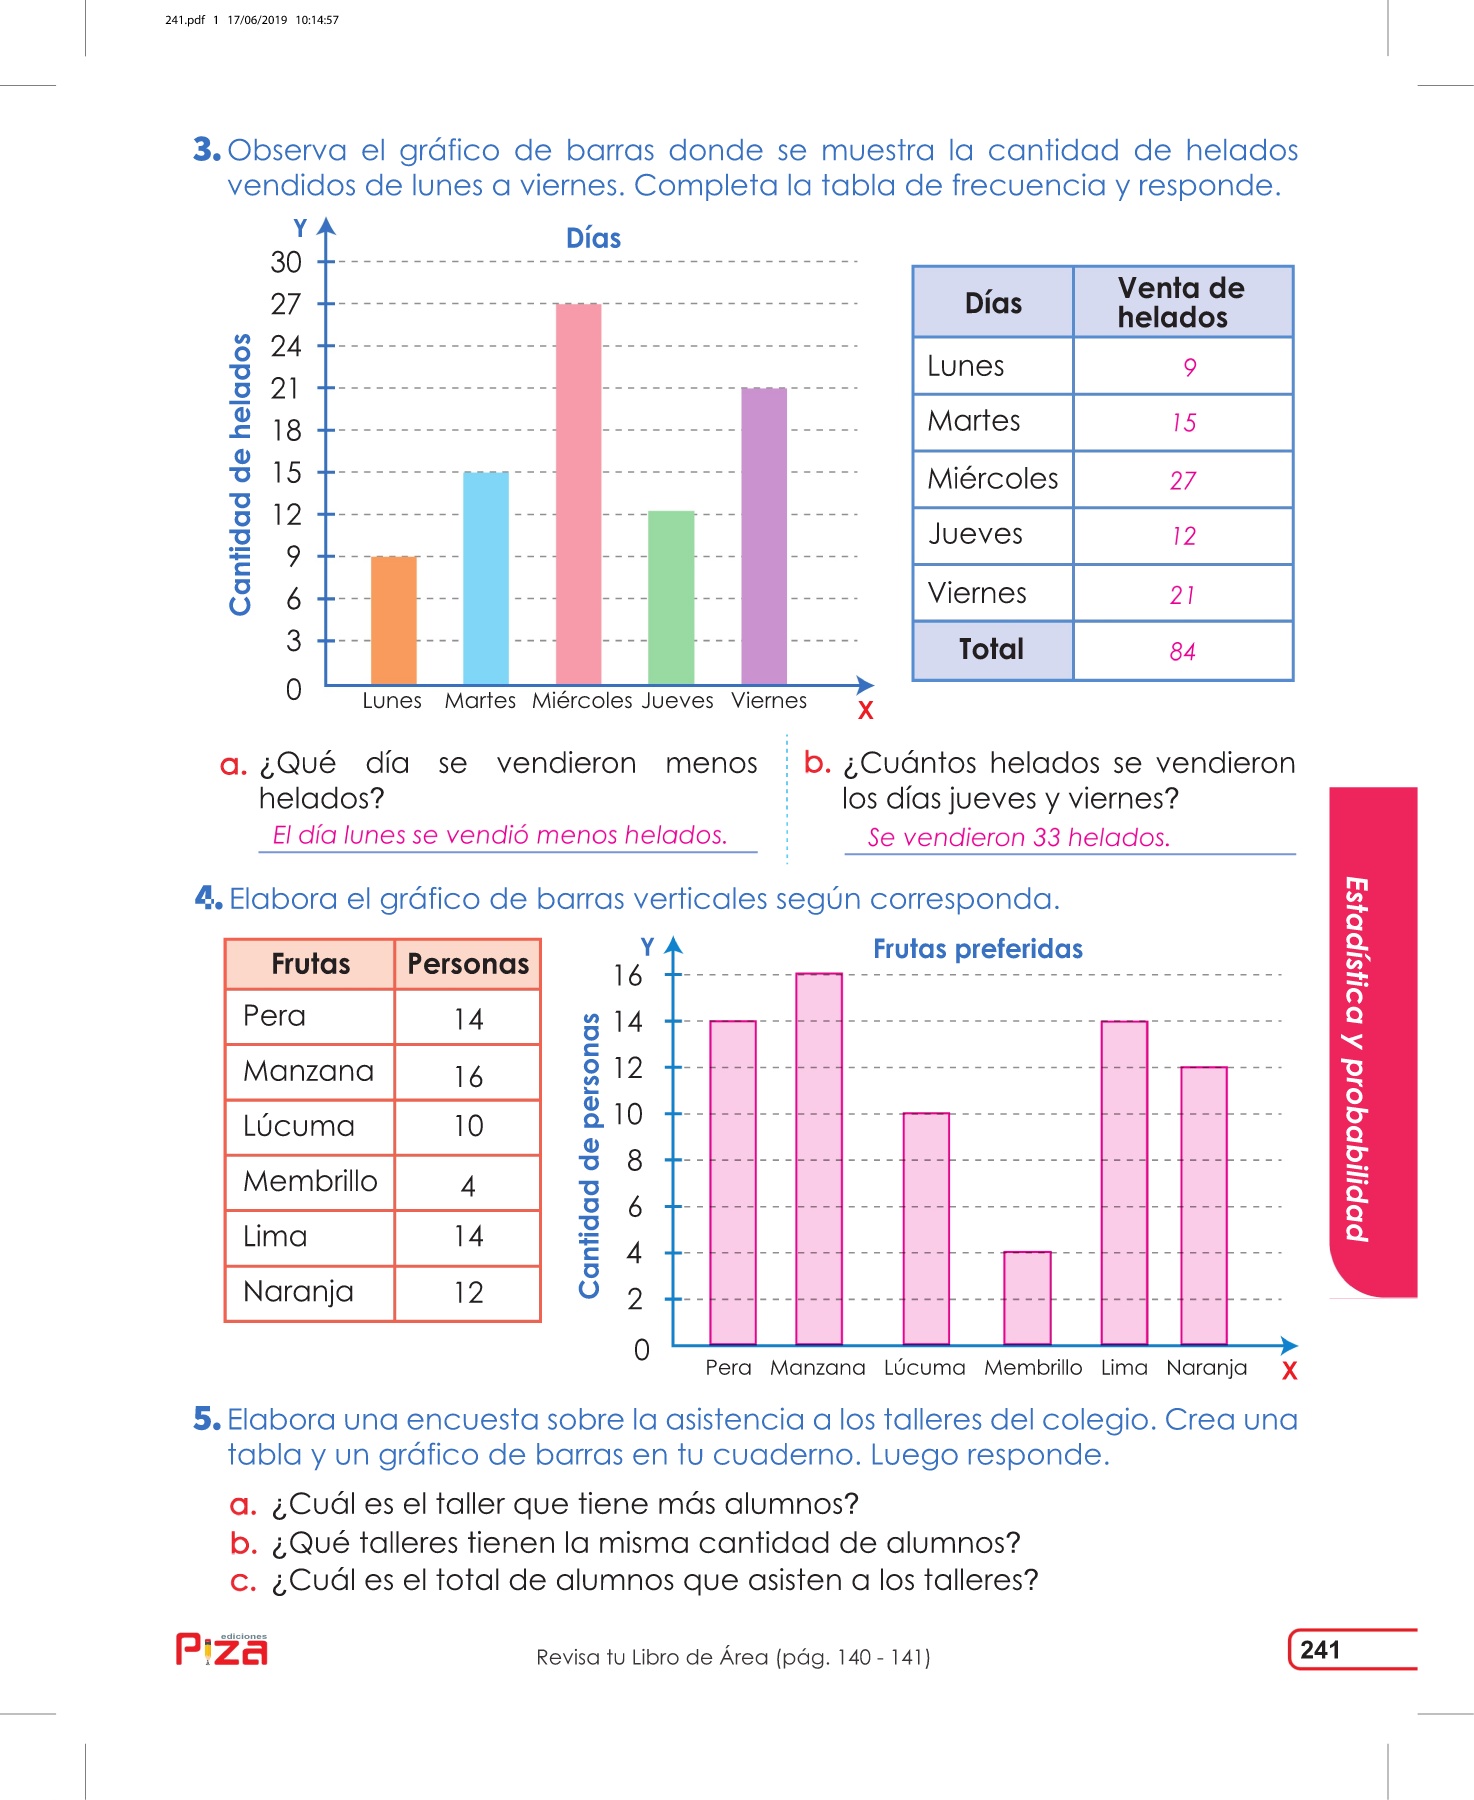 241.pdf 1 17/06/2019 10:14:57
3. Observa el gráfico de barras donde se muestra la cantidad de helados
vendidos de lunes a viernes. Completa la tabla de frecuencia y responde.
Y
Días
30
27
24
21
18
15
12
9
6
3
0
Cantidad de helados
Lunes Martes Miércoles Jueves Viernes
X
Días Venta de helados
Lunes 9
Martes 15
Miércoles 27
Jueves 12
Viernes 21
Total 84
a. ¿Qué día se vendieron menos
helados?
El día lunes se vendió menos helados.
b. ¿Cuántos helados se vendieron
los días jueves y viernes?
Se vendieron 33 helados.
4. Elabora el gráfico de barras verticales según corresponda.
Frutas Personas
Pera 14
Manzana 16
Lúcuma 10
Membrillo 4
Lima 14
Naranja 12
Y
Frutas preferidas
16
14
12
10
8
6
4
2
0
Cantidad de personas
Pera Manzana Lúcuma Membrillo Lima Naranja
X
Estadística y probabilidad
5. Elabora una encuesta sobre la asistencia a los talleres del colegio. Crea una
tabla y un gráfico de barras en tu cuaderno. Luego responde.
a. ¿Cuál es el taller que tiene más alumnos?
b. ¿Qué talleres tienen la misma cantidad de alumnos?
c. ¿Cuál es el total de alumnos que asisten a los talleres?
ediciones
Piza
Revisa tu Libro de Área (pág. 140 - 141)
241